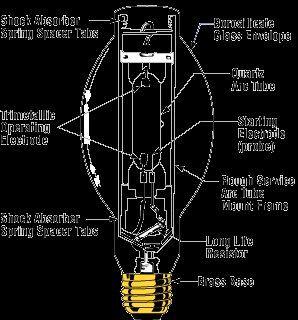 Shock Absorber
Spring Spacer Tabs
Borosilicate
Glass Envelope
Quartz
Arc Tube
Trimetallic
Operating
Electrode
Starting
Electrode
(probe)
Rough Service
Arc Tube
Mount Frame
Shock Absorber
Spring Spacer Tabs
Long Life
Resistor
Brass Base